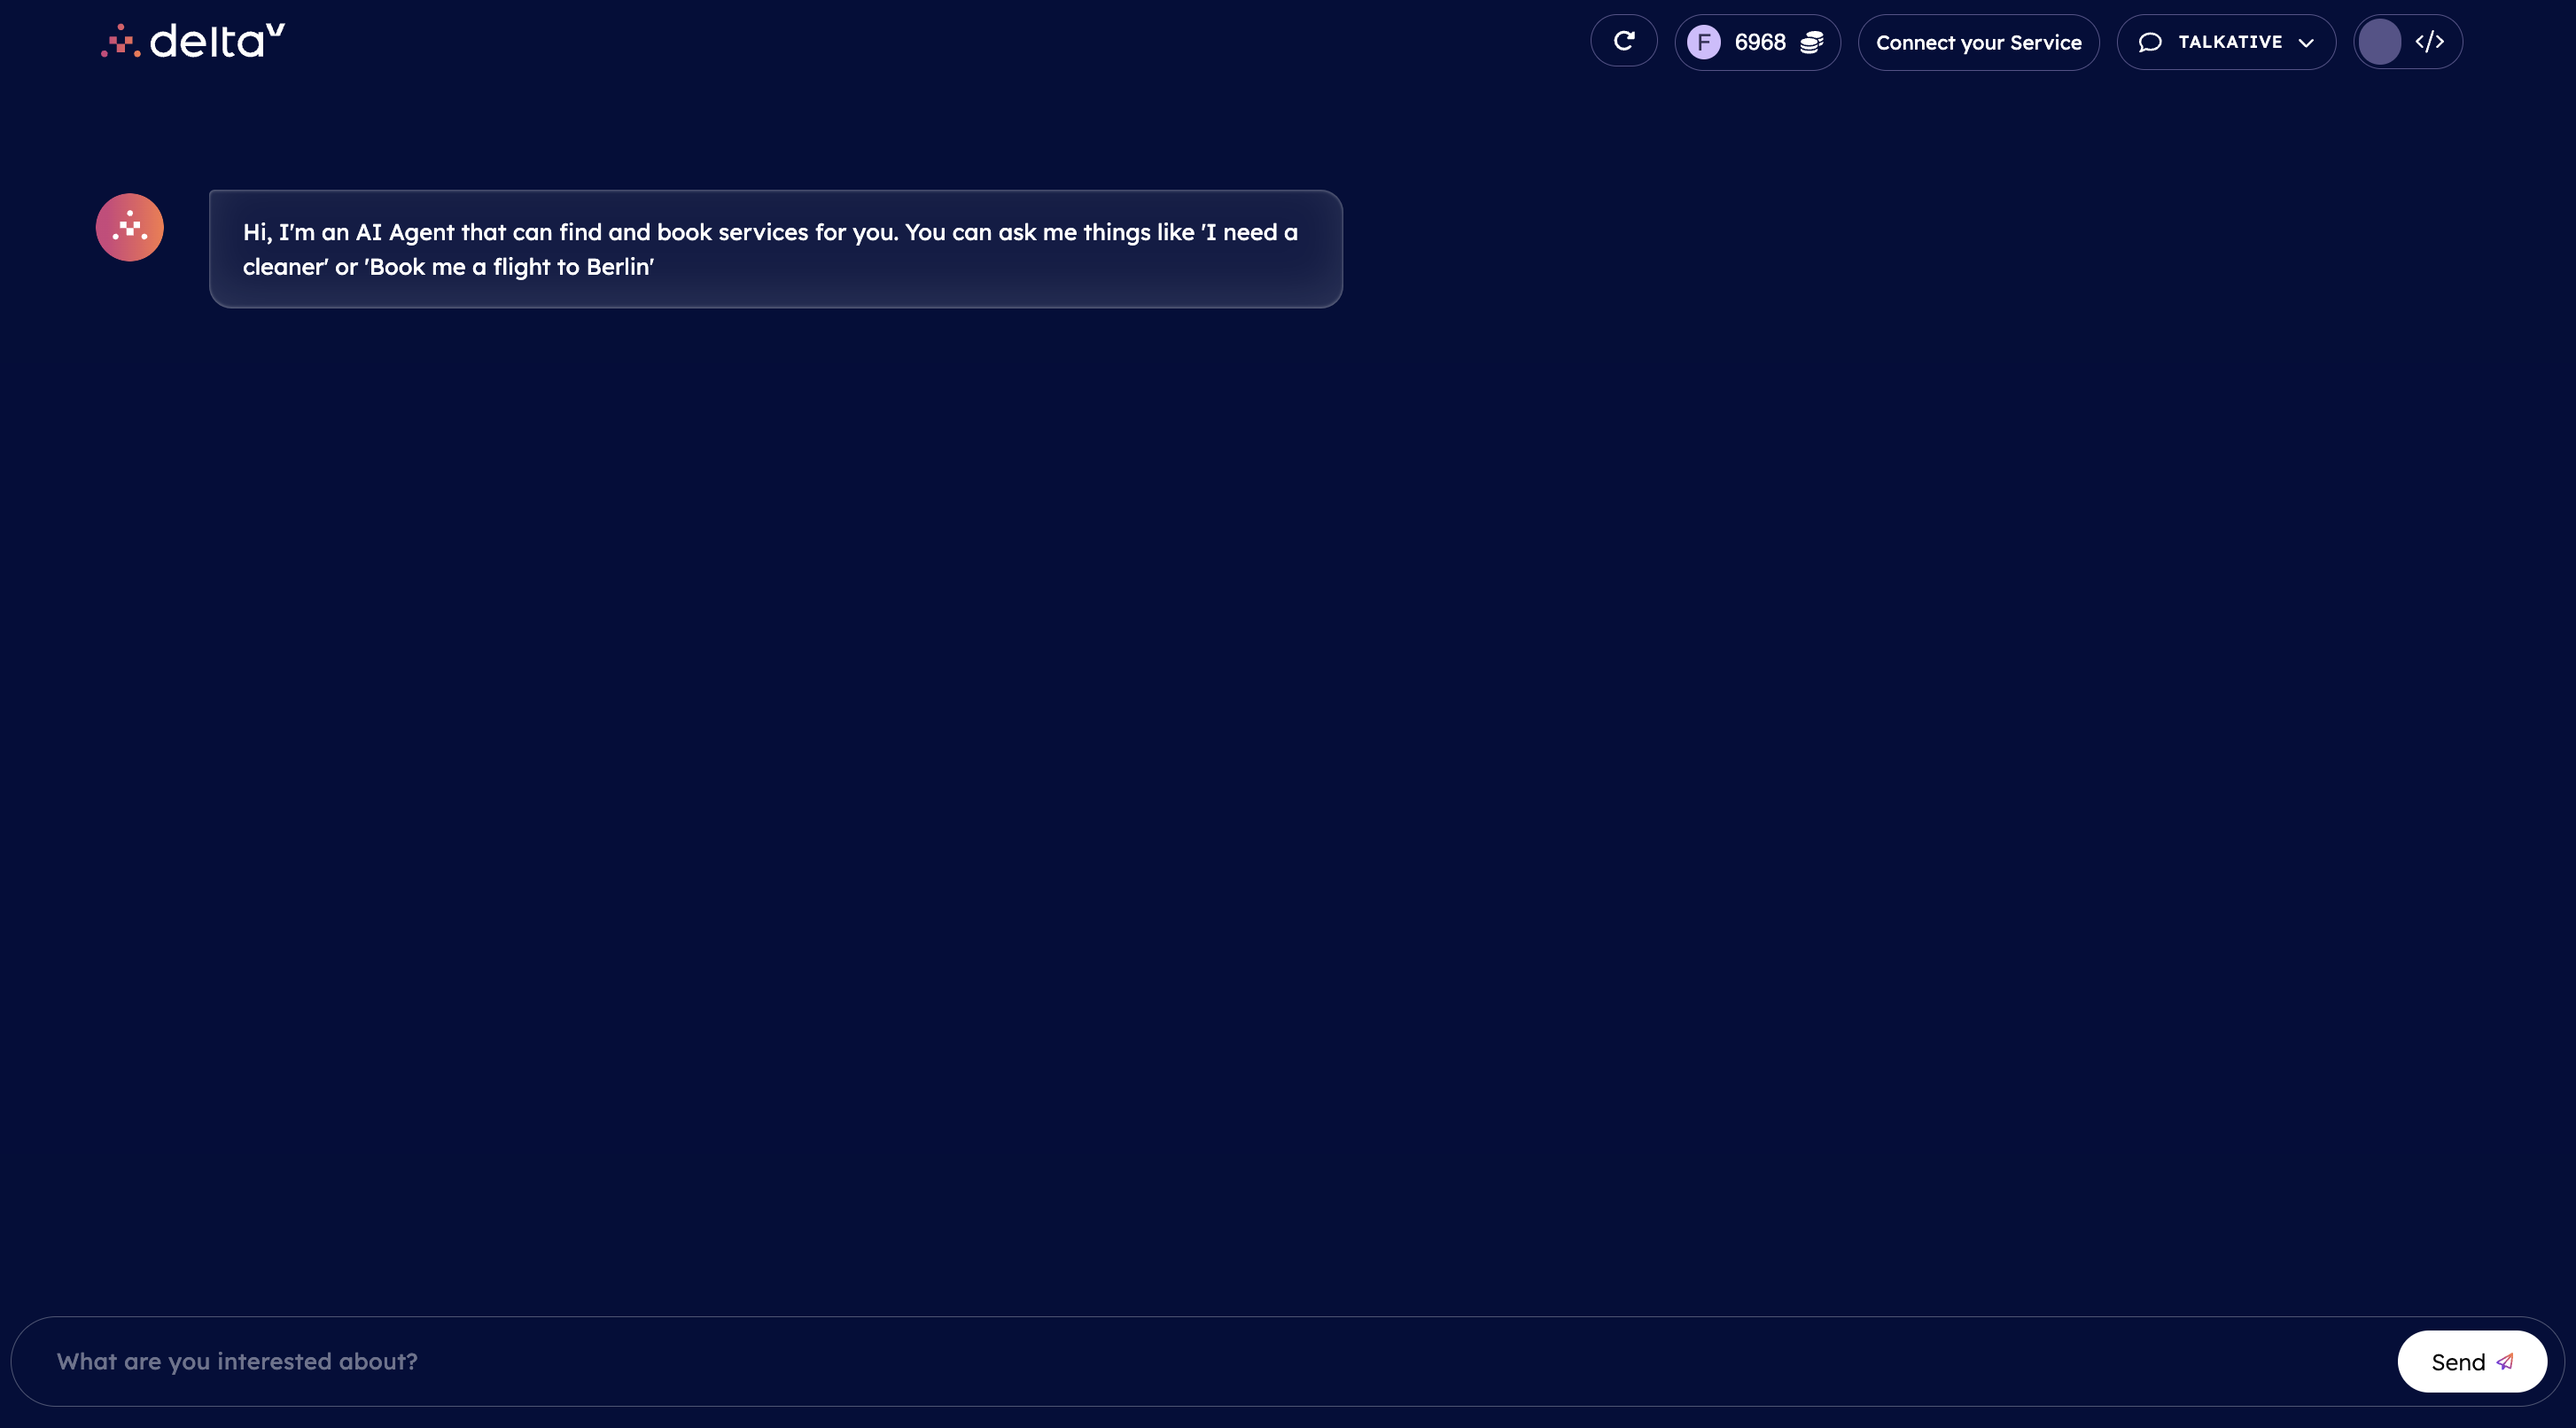 deltaV
F 6968
Connect your Service
TALKATIVE
</>
Hi, I'm an AI Agent that can find and book services for you. You can ask me things like 'I need a
cleaner' or 'Book me a flight to Berlin'
What are you interested about?
Send